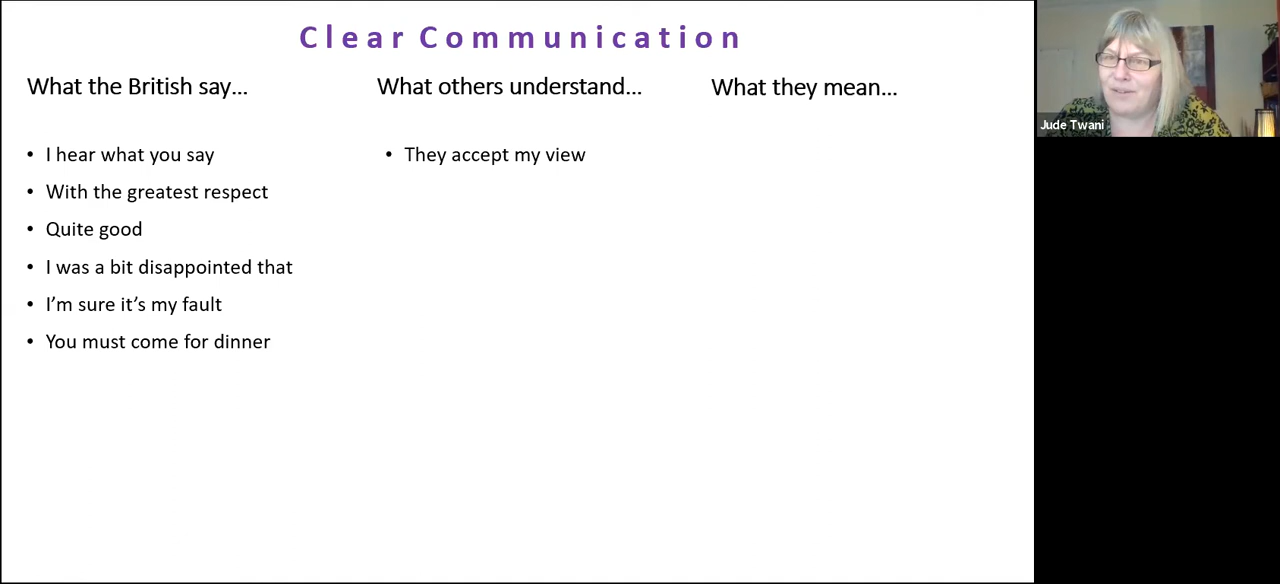 Clear Communication
What the British say...
What others understand...
What they mean...
• I hear what you say
• They accept my view
• With the greatest respect
• Quite good
• I was a bit disappointed that
• I’m sure it’s my fault
• You must come for dinner
Jude Twani